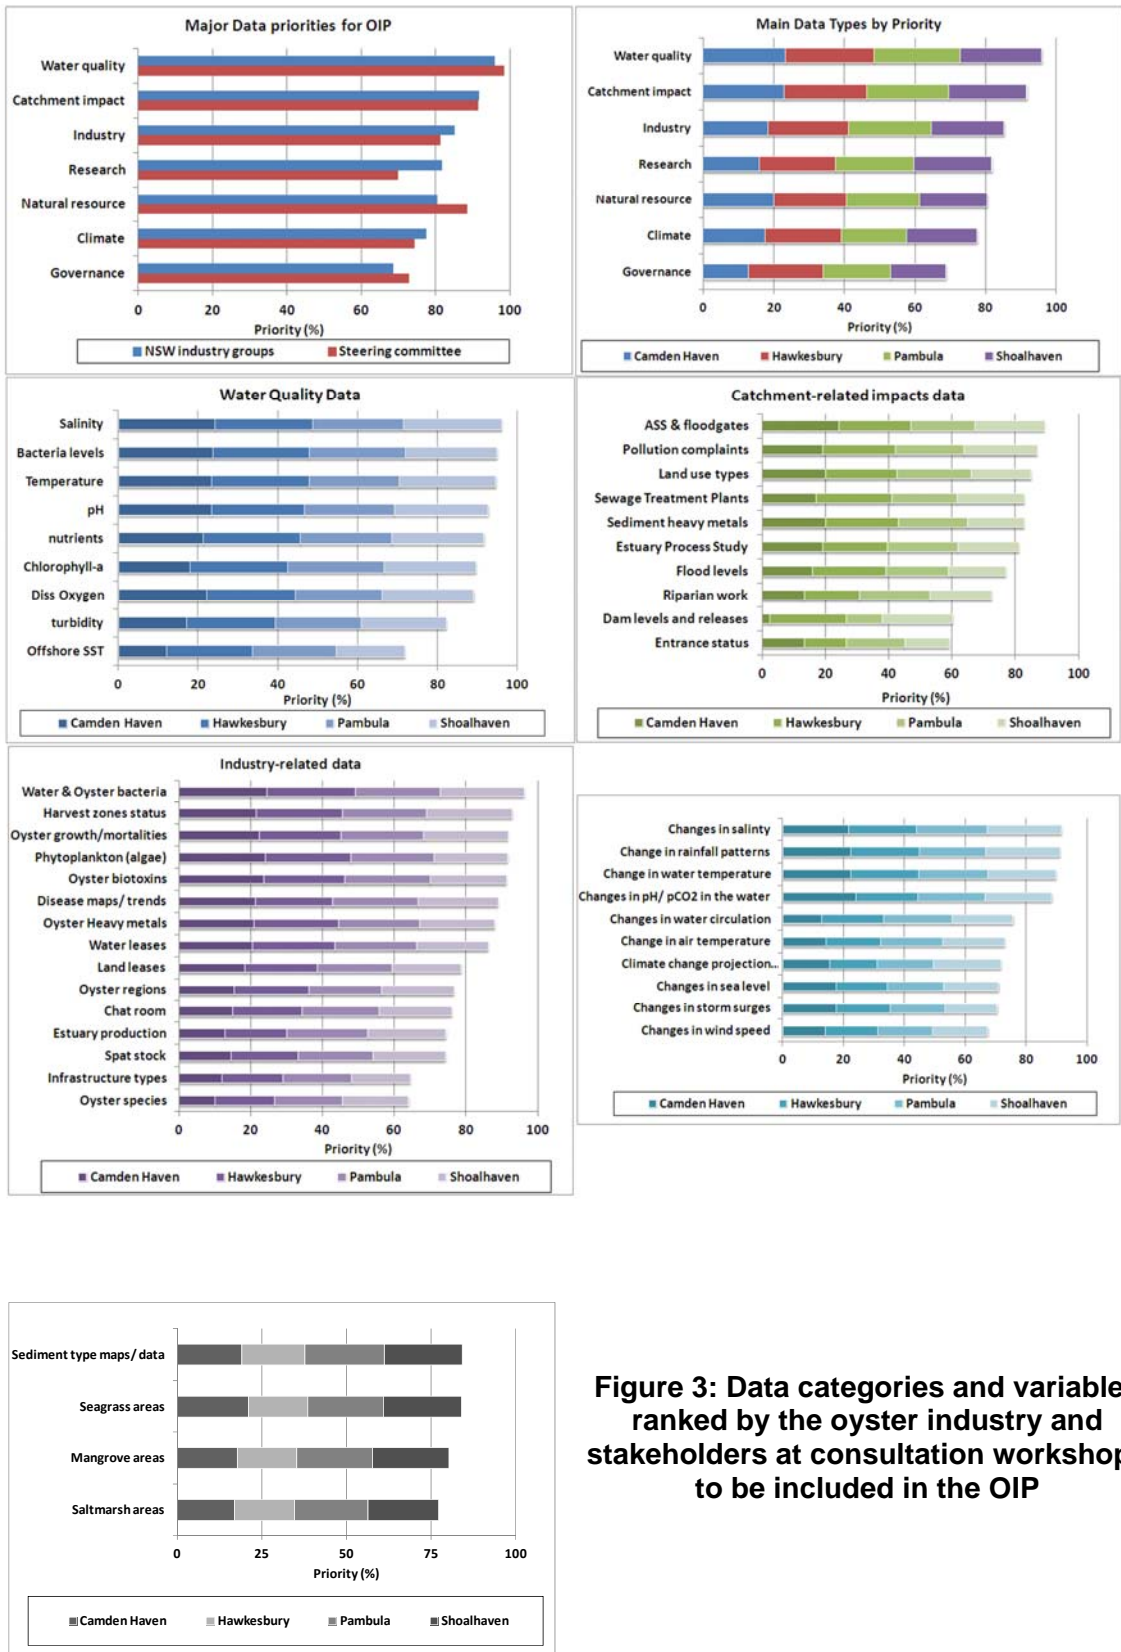 Major Data priorities for OIP
Water quality
Catchment impact
Industry
Research
Natural resource
Climate
Governance
0 20 40 60 80 100
Priority (%)
NSW industry groups Steering committee
Main Data Types by Priority
Water quality
Catchment impact
Industry
Research
Natural resource
Climate
Governance
0 20 40 60 80 100
Priority (%)
Camden Haven Hawkesbury Pambula Shoalhaven
Water Quality Data
Salinity
Bacteria levels
Temperature
pH
nutrients
Chlorophyll-a
Diss Oxygen
turbidity
Offshore SST
0 20 40 60 80 100
Priority (%)
Camden Haven Hawkesbury Pambula Shoalhaven
Catchment-related impacts data
ASS & floodgates
Pollution complaints
Land use types
Sewage Treatment Plants
Sediment heavy metals
Estuary Process Study
Flood levels
Riparian work
Dam levels and releases
Entrance status
0 20 40 60 80 100
Priority (%)
Camden Haven Hawkesbury Pambula Shoalhaven
Industry-related data
Water & Oyster bacteria
Harvest zones status
Oyster growth/mortalities
Phytoplankton (algae)
Oyster biotoxins
Disease maps/ trends
Oyster Heavy metals
Water leases
Land leases
Oyster regions
Chat room
Estuary production
Spat stock
Infrastructure types
Oyster species
0 20 40 60 80 100
Priority (%)
Camden Haven Hawkesbury Pambula Shoalhaven
Changes in salinity
Change in rainfall patterns
Change in water temperature
Changes in pH/ pCO2 in the water
Changes in water circulation
Change in air temperature
Climate change projection...
Changes in sea level
Changes in storm surges
Changes in wind speed
0 20 40 60 80 100
Priority (%)
Camden Haven Hawkesbury Pambula Shoalhaven
Sediment type maps/ data
Seagrass areas
Mangrove areas
Saltmarsh areas
0 25 50 75 100
Priority (%)
Camden Haven Hawkesbury Pambula Shoalhaven
Figure 3: Data categories and variable
ranked by the oyster industry and
stakeholders at consultation workshop
to be included in the OIP